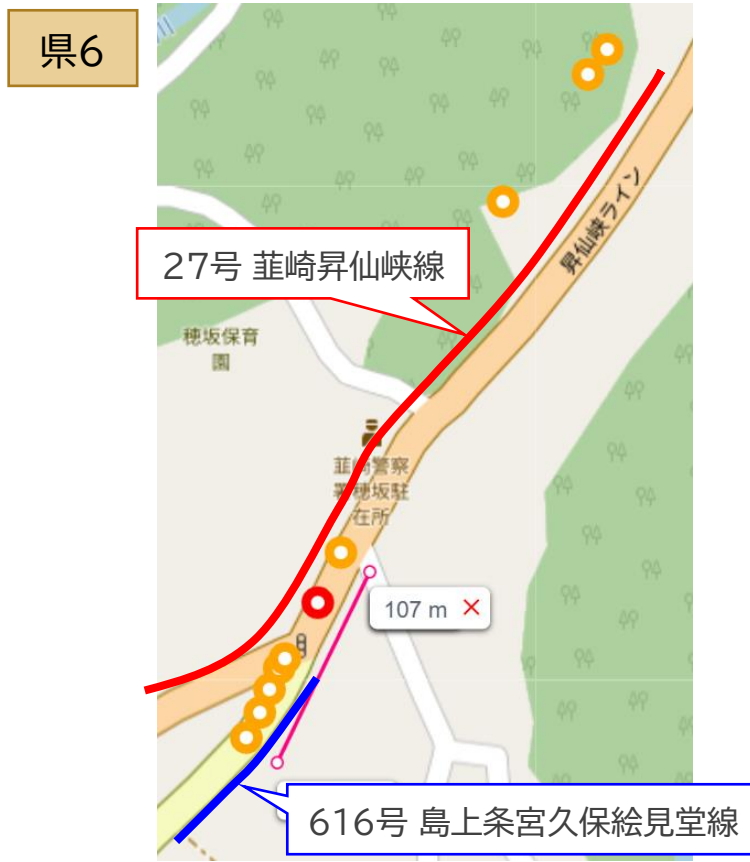 県6
昇仙峡ライン
27号 韮崎昇仙峡線
穂坂保育
園
韮崎警察
署穂坂駐
在所
107 m ×
616号 島上条宮久保絵見堂線